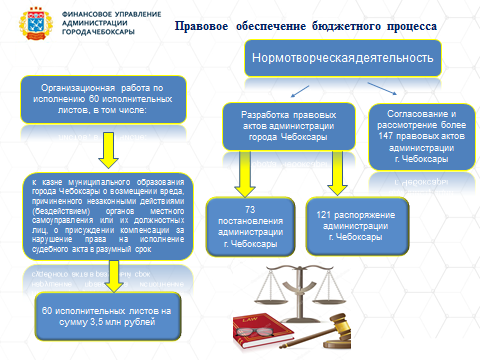 ФИНАНСОВОЕ УПРАВЛЕНИЕ
АДМИНИСТРАЦИИ
ГОРОДА ЧЕБОКСАРЫ
Правовое обеспечение бюджетного процесса
Нормотворческаядеятельность
Организационная работа по
исполнению 60 исполнительных
листов, в том числе:
Разработка правовых
актов администрации
города Чебоксары
Согласование и
рассмотрение более
147 правовых актов
администрации
г. Чебоксары
к казне муниципального образования
города Чебоксары о возмещении вреда,
причиненного незаконными действиями
(бездействием) органов местного
самоуправления или их должностных
лиц, о присуждении компенсации за
нарушение права на исполнение
судебного акта в разумный срок
73
постановления
администрации
г. Чебоксары
121 распоряжение
администрации
г. Чебоксары
60 исполнительных листов на
сумму 3,5 млн рублей
LAW